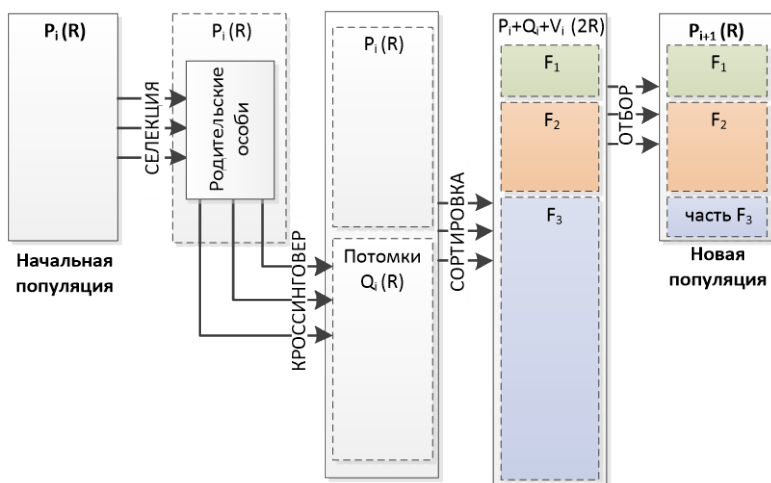 Pᵢ (R)
Начальная
популяция
СЕЛЕКЦИЯ
Pᵢ (R)
Родительские
особи
КРОССИНГОВЕР
Pᵢ (R)
Потомки
Qᵢ (R)
СОРТИРОВКА
Pᵢ+Qᵢ+Vᵢ (2R)
F₁
F₂
F₃
ОТБОР
Pᵢ₊₁ (R)
F₁
F₂
часть F₃
Новая
популяция